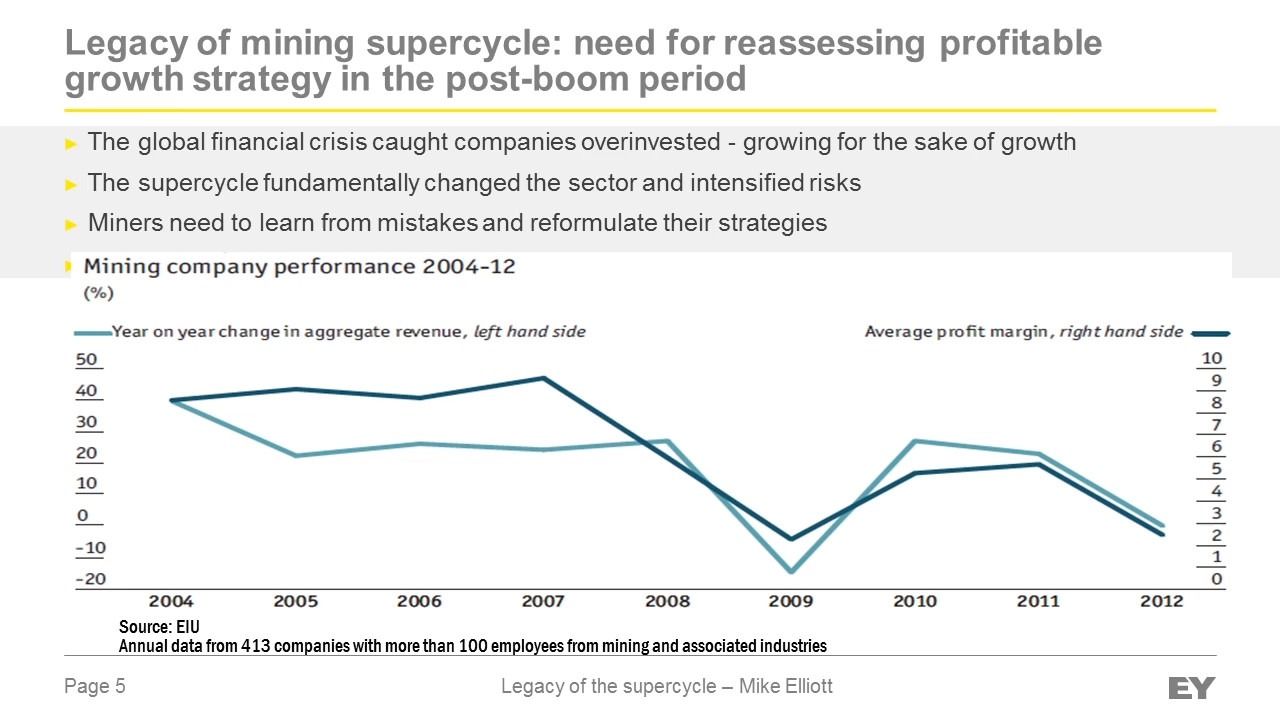 Legacy of mining supercycle: need for reassessing profitable
growth strategy in the post-boom period
► The global financial crisis caught companies overinvested - growing for the sake of growth
► The supercycle fundamentally changed the sector and intensified risks
► Miners need to learn from mistakes and reformulate their strategies
Mining company performance 2004-12
(%)
Year on year change in aggregate revenue, left hand side
Average profit margin, right hand side
50
40
30
20
10
0
-10
-20
10
9
8
7
6
5
4
3
2
1
0
2004 2005 2006 2007 2008 2009 2010 2011 2012
Source: EIU
Annual data from 413 companies with more than 100 employees from mining and associated industries
Page 5
Legacy of the supercycle – Mike Elliott
EY